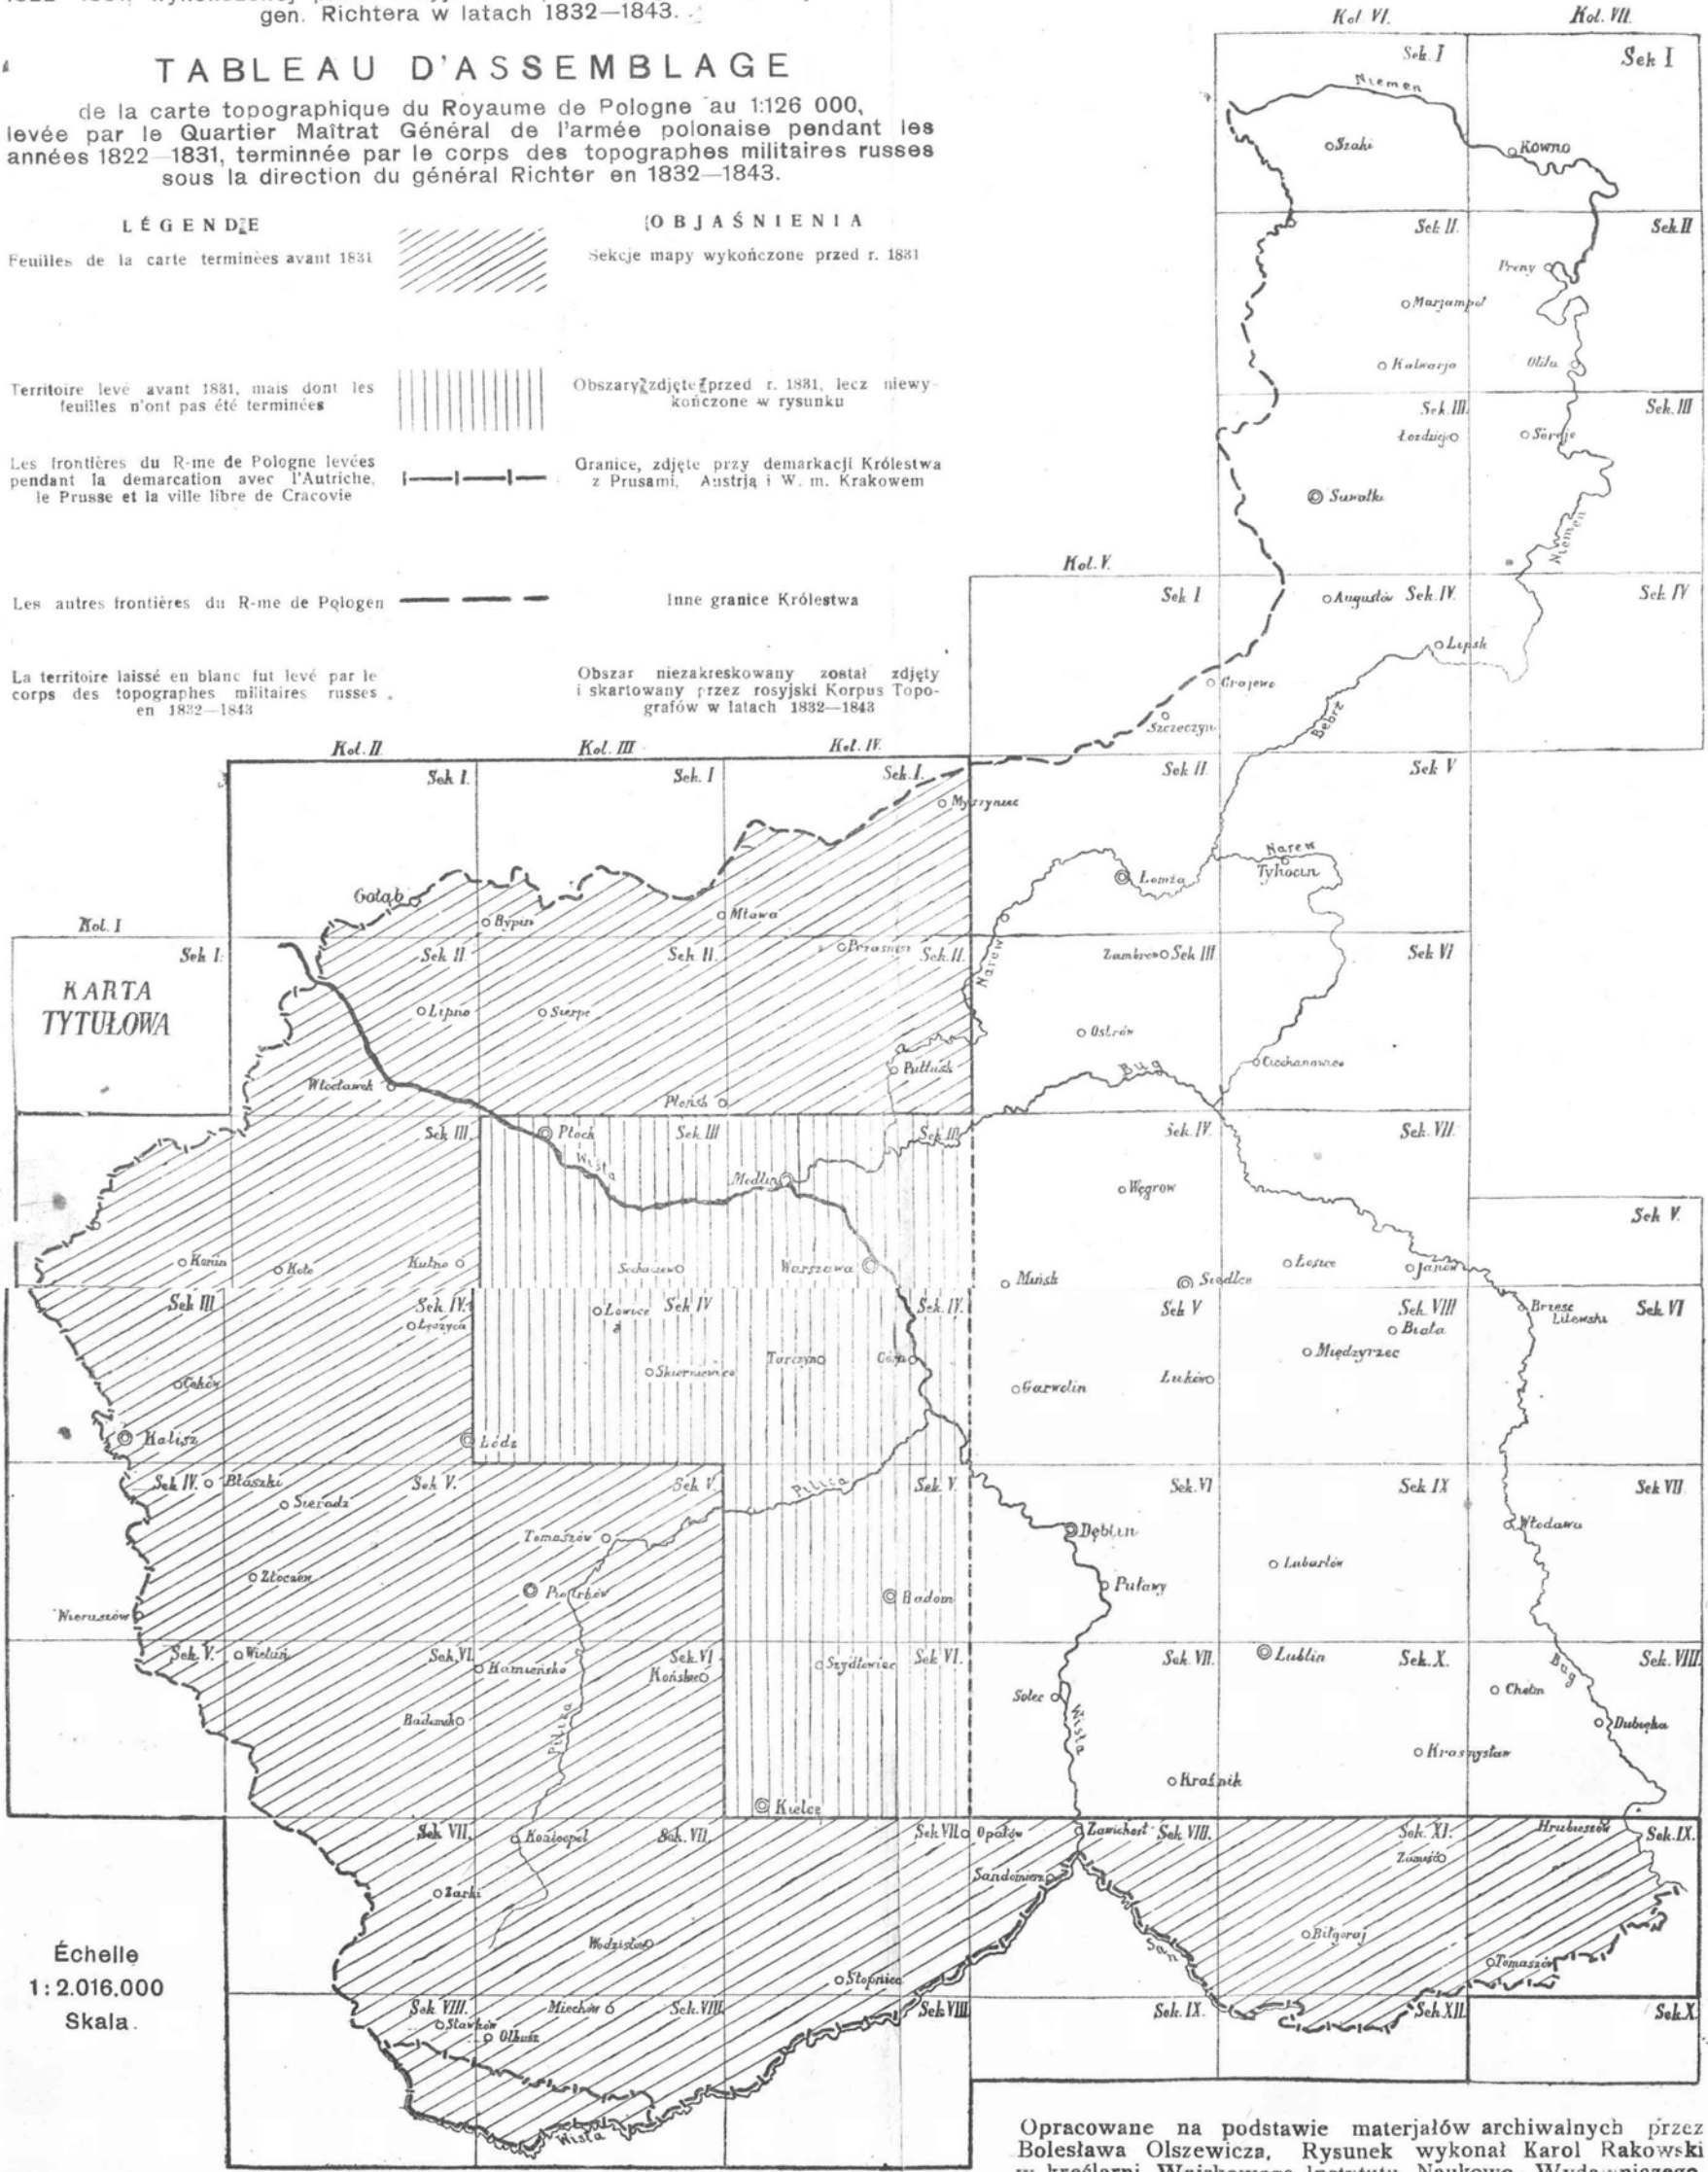 gen. Richtera w latach 1832—1843.
TABLEAU D'ASSEMBLAGE
de la carte topographique du Royaume de Pologne au 1:126 000,
levée par le Quartier Maîtrat Général de l'armée polonaise pendant les
années 1822—1831, terminnée par le corps des topographes militaires russes
sous la direction du général Richter en 1832—1843.
LÉGENDE
OBJAŚNIENIA
Feuilles de la carte terminées avant 1831
Sekcje mapy wykończone przed r. 1831
Territoire levé avant 1831, mais dont les
feuilles n'ont pas été terminées
Obszary zdjęte przed r. 1831, lecz niewy-
kończone w rysunku
Les frontières du R-me de Pologne levées
pendant la demarcation avec l'Autriche,
le Prusse et la ville libre de Cracovie
Granice, zdjęte przy demarkacji Królestwa
z Prusami, Austrją i W. m. Krakowem
Les autres frontières du R-me de Pologen
Inne granice Królestwa
La territoire laissé en blanc fut levé par le
corps des topographes militaires russes
en 1832—1843
Obszar niezakreskowany został zdjęty
i skartowany przez rosyjski Korpus Topo-
grafów w latach 1832—1843
Kol VI.
Kol. VII.
Sek. I
Sek I
Niemen
Szaki
Kowno
Sek II.
Sek II
Preny
Marjampol
Kalwarja
Olita
Sek. III.
Sek. III
Łozdzieje
Sereje
Suwałki
Niemen
Kol. V.
Sek I
Augustów
Sek. IV.
Sek IV
Lipsk
Grajewo
Szczeczyn
Bebrz
Kol. II
Kol. III
Kol. IV.
Sek I.
Sek. I
Sek. I.
Sek II.
Sek V
Myszyniec
Narew
Tykocin
Łomża
Gołąb
Rypin
Mława
Kol. I
Sek I.
Sek II.
Sek II.
Przasnysz
Sek II.
Narew
Zambrow
Sek III.
Sek VI
KARTA
TYTUŁOWA
Lipno
Sierpc
Ostrów
Ciechanowiec
Włocławek
Pułtusk
Bug
Płońsk
Sek III.
Płock
Sek III
Sek III
Sek IV.
Sek. VII.
Wisła
Modlin
Węgrow
Sek V.
Konin
Koło
Kutno
Sochaczew
Warszawa
Mińsk
Siedlce
Łosice
Janów
Sek III
Sek IV.
Łowicz
Sek IV
Sek. IV.
Sek V
Sek. VIII
Brzesc
Litewski
Sek VI
Łęczyca
Biała
Międzyrzec
Skierniewice
Tarczyn
Góra
Garwolin
Łuków
Ceków
Kalisz
Łódz
Sek IV.
Błaszki
Sek V.
Sek V.
Pilica
Sek. V.
Sek. VI
Sek IX
Sek VII
Sieradz
Tomaszów
Dęblin
Włodawa
Złoczew
Piotrków
Radom
Puławy
Lubartów
Wieruszów
Sek. V.
Wieluń
Sek. VI.
Kamieńsko
Sek. VI
Końskie
Szydłowiec
Sek VI.
Sek. VII.
Lublin
Sek. X.
Bug
Sek. VIII.
Radomsko
Pilica
Solec
Wisła
Chełm
Dubieńka
Krasnystaw
Kraśnik
Kielce
Sek VII.
Koniecpol
Sek. VII.
Sek VII.
Opatów
Zawichost
Sek VIII.
Sek. XI.
Hrubieszów
Sek. IX.
Zamość
Sandomierz
Żarki
Wodzisław
San
Biłgoraj
Stopnica
Tomaszów
Échelle
1:2.016.000
Skala.
Sek VIII.
Miechów
Sek. VIII.
Sek VIII
Sek. IX.
Sek XII.
Sek. X.
Sławków
Olkusz
Wisła
Opracowane na podstawie materjałów archiwalnych przez
Bolesława Olszewicza, Rysunek wykonał Karol Rakowski